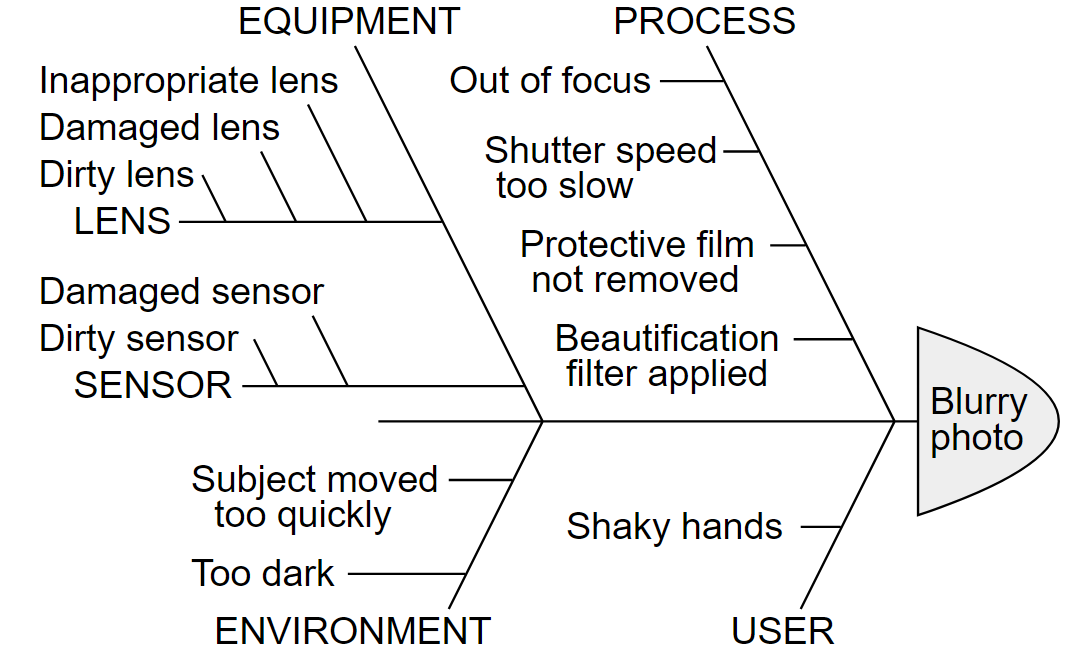 EQUIPMENT
Inappropriate lens
Damaged lens
Dirty lens
LENS
Damaged sensor
Dirty sensor
SENSOR
PROCESS
Out of focus
Shutter speed
too slow
Protective film
not removed
Beautification
filter applied
Blurry
photo
Subject moved
too quickly
Too dark
ENVIRONMENT
Shaky hands
USER